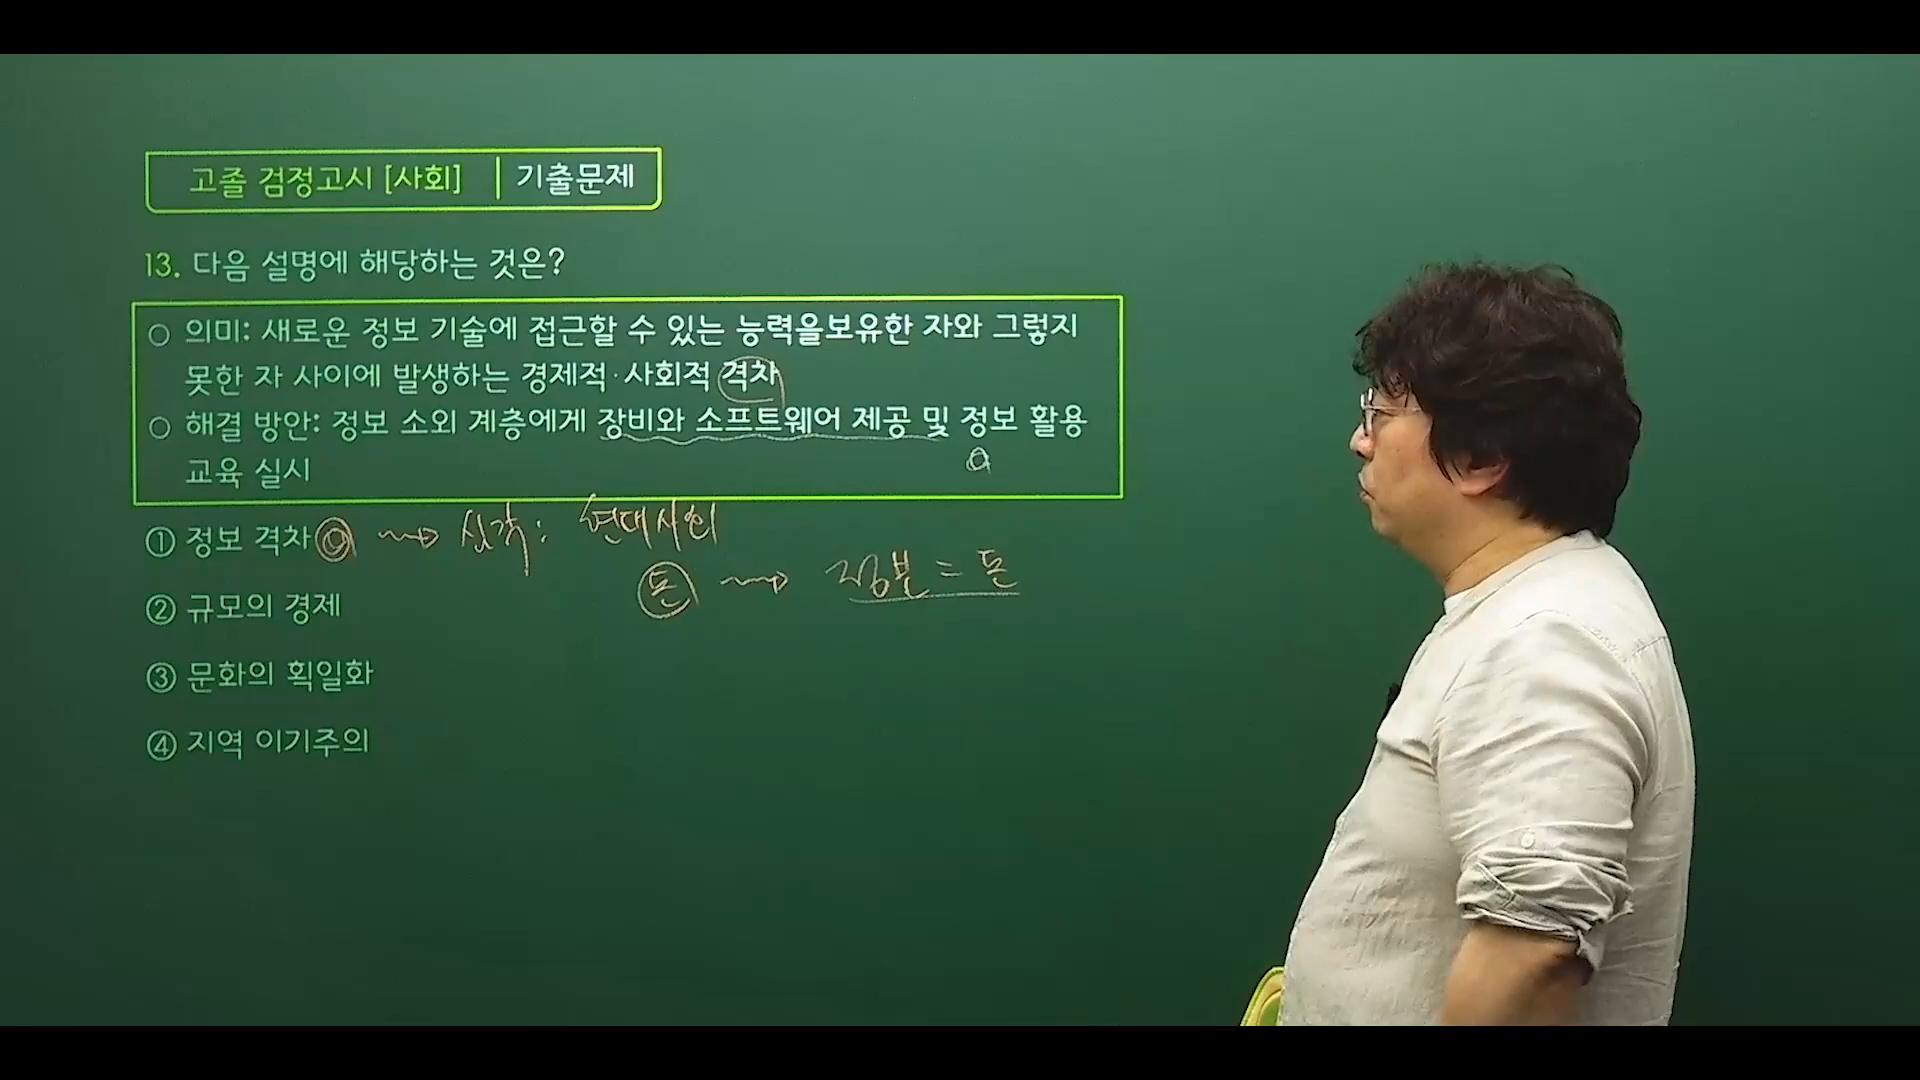 고졸 검정고시 [사회] 기출문제
13. 다음 설명에 해당하는 것은?
○ 의미: 새로운 정보 기술에 접근할 수 있는 능력을보유한 자와 그렇지
못한 자 사이에 발생하는 경제적·사회적 격차
○ 해결 방안: 정보 소외 계층에게 장비와 소프트웨어 제공 및 정보 활용
교육 실시
① 정보 격차 심각: 현대사회
돈 정보 = 돈
② 규모의 경제
③ 문화의 획일화
④ 지역 이기주의